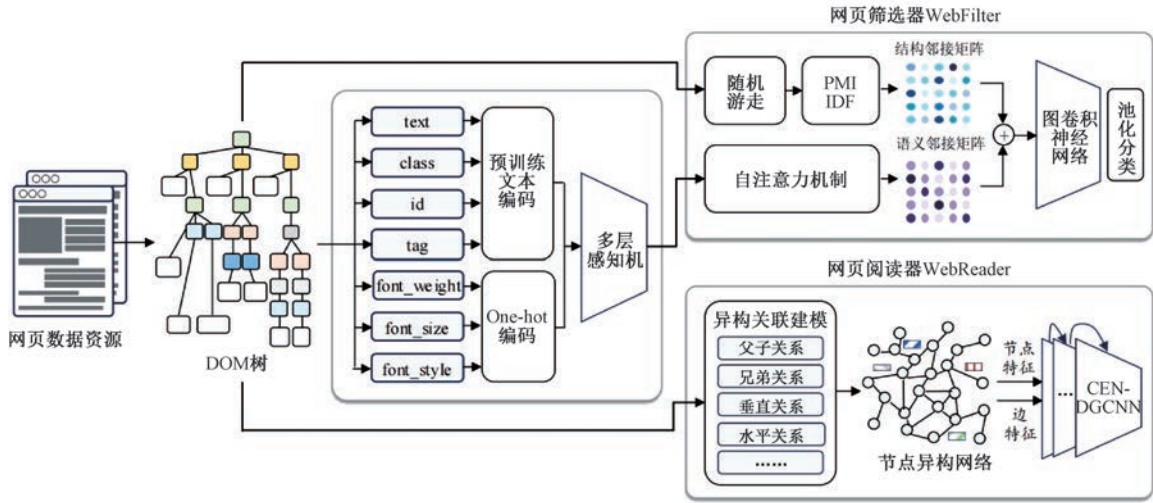 网页数据资源
DOM树
text
class
id
tag
font_weight
font_size
font_style
预训练
文本
编码
One-hot
编码
多层
感知机
网页筛选器WebFilter
随机
游走
PMI
IDF
结构邻接矩阵
自注意力机制
语义邻接矩阵
图卷积
神经
网络
池化分类
网页阅读器WebReader
异构关联建模
父子关系
兄弟关系
垂直关系
水平关系
……
节点异构网络
节点
特征
边
特征
...
CEN-
DGCNN